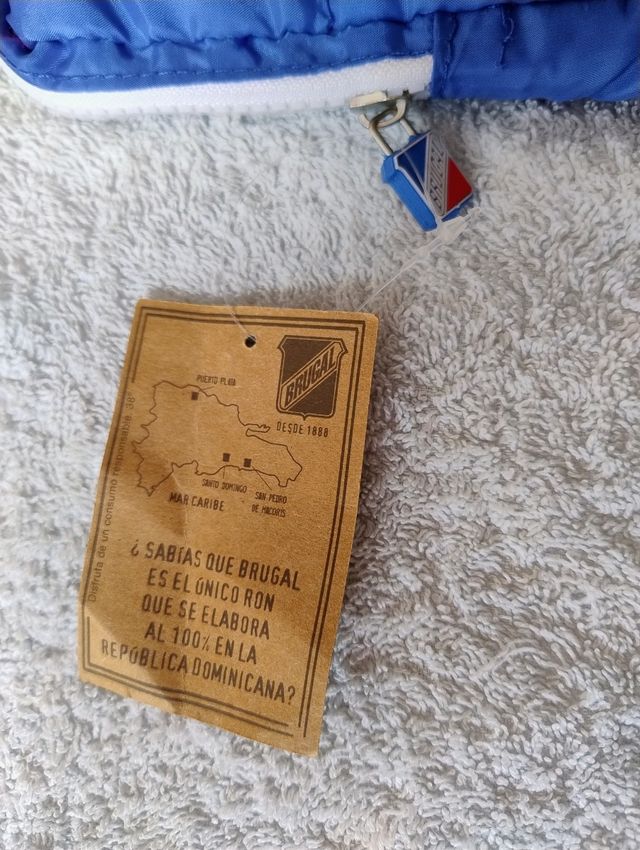 BRUGAL
BRUGAL
DESDE 1888
PUERTO PLATA
SANTO DOMINGO
SAN PEDRO
DE MACORIS
MAR CARIBE
Disfruta de un consumo responsable. 38°
¿SABÍAS QUE BRUGAL
ES EL ÚNICO RON
QUE SE ELABORA
AL 100% EN LA
REPÚBLICA DOMINICANA?